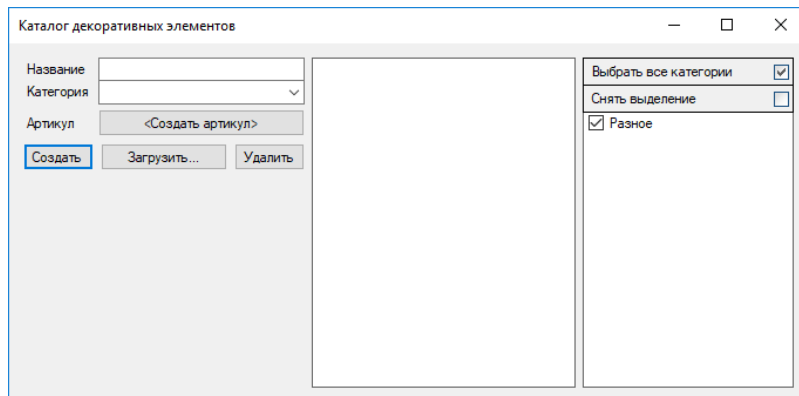 Каталог декоративных элементов
Название
Категория
Артикул <Создать артикул>
Создать Загрузить... Удалить
Выбрать все категории
Снять выделение
Разное